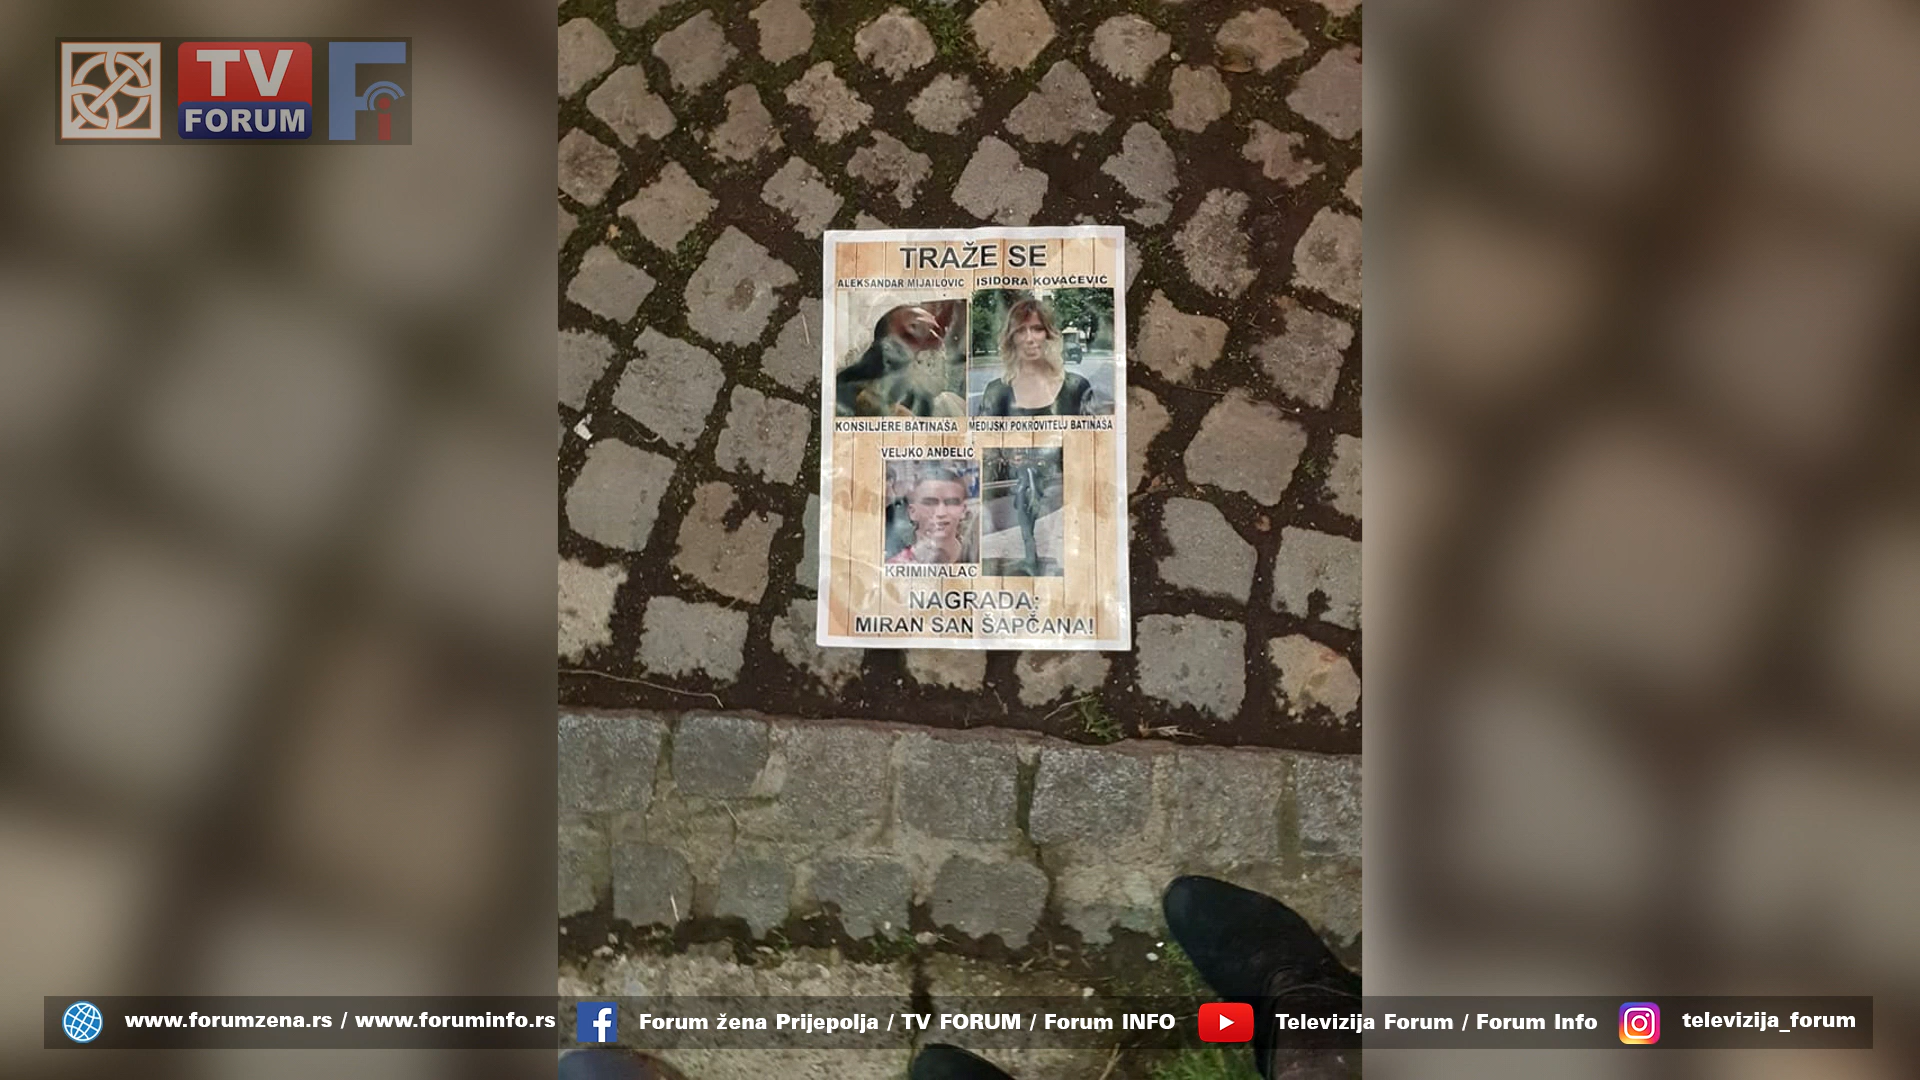 TV
FORUM
Fi
TRAŽE SE
ALEKSANDAR MIJAILOVIĆ ISIDORA KOVAČEVIĆ
KONSILJERE BATINAŠA MEDIJSKI POKROVITELJ BATINAŠA
VELJKO ANĐELIĆ
KRIMINALAC
NAGRADA:
MIRAN SAN ŠAPČANA!
www.forumzena.rs / www.foruminfo.rs Forum žena Prijepolja / TV FORUM / Forum INFO Televizija Forum / Forum Info televizija_forum